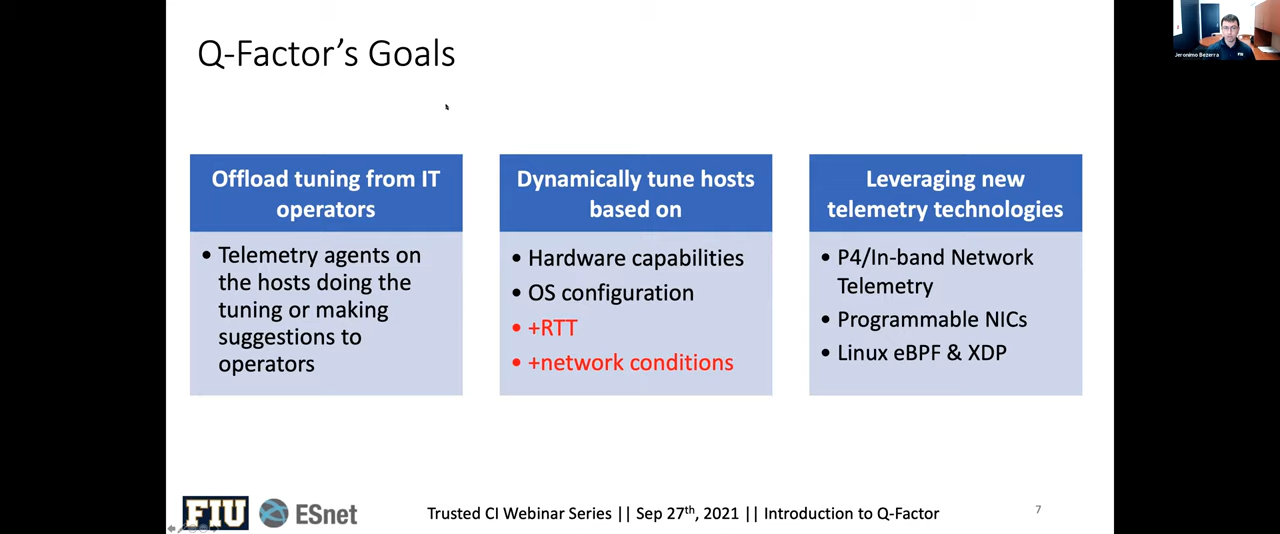 Q-Factor's Goals
Jeronimo Bezerra
Offload tuning from IT
operators
• Telemetry agents on
the hosts doing the
tuning or making
suggestions to
operators
Dynamically tune hosts
based on
• Hardware capabilities
• OS configuration
• +RTT
• +network conditions
Leveraging new
telemetry technologies
• P4/In-band Network
Telemetry
• Programmable NICs
• Linux eBPF & XDP
FIU
ESnet
Trusted CI Webinar Series || Sep 27th, 2021 || Introduction to Q-Factor
7